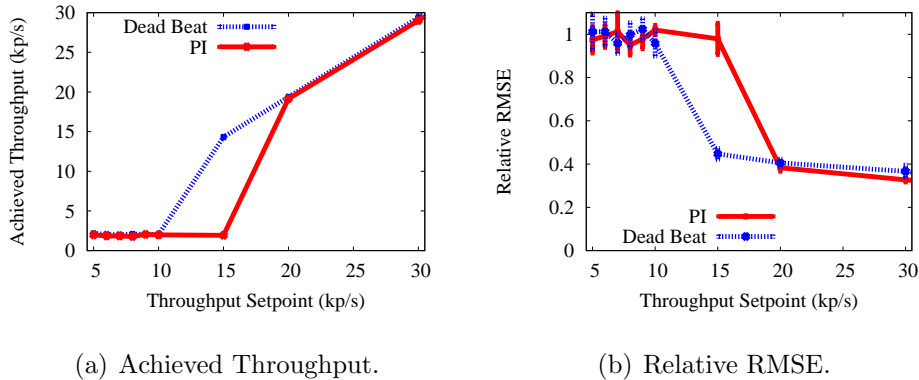 Achieved Throughput (kp/s)
30
25
20
15
10
5
0
Dead Beat
PI
5 10 15 20 25 30
Throughput Setpoint (kp/s)
(a) Achieved Throughput.
Relative RMSE
1
0.8
0.6
0.4
0.2
0
PI
Dead Beat
5 10 15 20 25 30
Throughput Setpoint (kp/s)
(b) Relative RMSE.